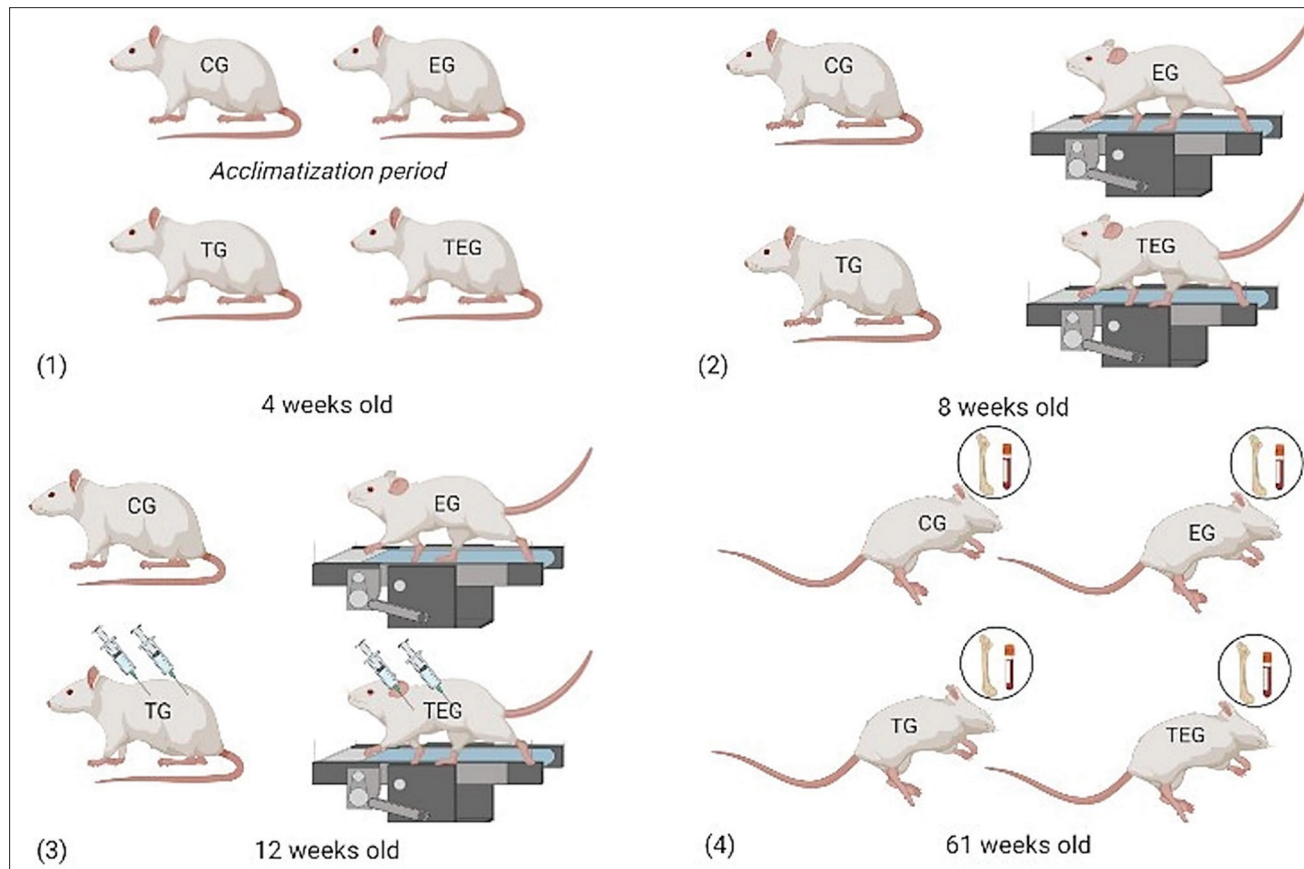 CG
EG
Acclimatization period
TG
TEG
(1)
4 weeks old
CG
EG
TG
TEG
(2)
8 weeks old
CG
EG
TG
TEG
(3)
12 weeks old
CG
EG
TG
TEG
(4)
61 weeks old